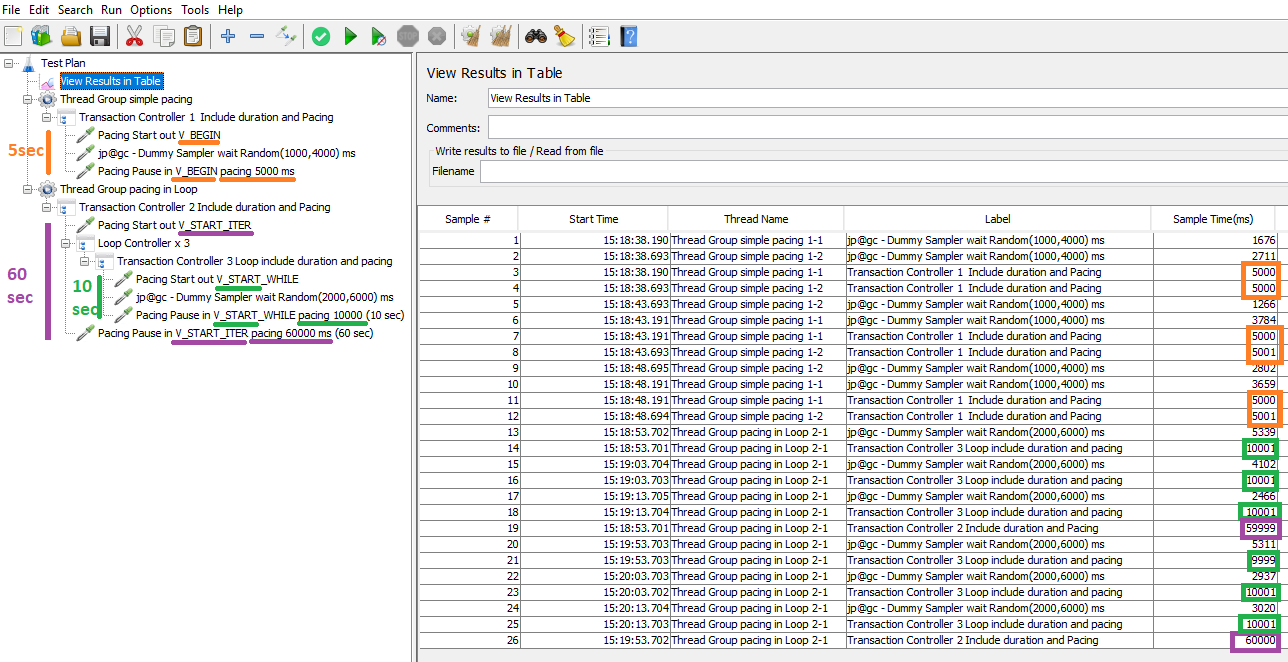 File Edit Search Run Options Tools Help
STOP
?
Test Plan
View Results in Table
Thread Group simple pacing
Transaction Controller 1 Include duration and Pacing
Pacing Start out V_BEGIN
jp@gc - Dummy Sampler wait Random(1000,4000) ms
Pacing Pause in V_BEGIN pacing 5000 ms
5sec
Thread Group pacing in Loop
Transaction Controller 2 Include duration and Pacing
Pacing Start out V_START_ITER
Loop Controller x 3
Transaction Controller 3 Loop include duration and pacing
Pacing Start out V_START_WHILE
jp@gc - Dummy Sampler wait Random(2000,6000) ms
Pacing Pause in V_START_WHILE pacing 10000 (10 sec)
Pacing Pause in V_START_ITER pacing 60000 ms (60 sec)
60
sec
10
sec
View Results in Table
Name: View Results in Table
Comments:
Write results to file / Read from file
Filename
Sample # Start Time Thread Name Label Sample Time(ms)
1 15:18:38.190 Thread Group simple pacing 1-1 jp@gc - Dummy Sampler wait Random(1000,4000) ms 1676
2 15:18:38.693 Thread Group simple pacing 1-2 jp@gc - Dummy Sampler wait Random(1000,4000) ms 2711
3 15:18:38.190 Thread Group simple pacing 1-1 Transaction Controller 1 Include duration and Pacing 5000
4 15:18:38.693 Thread Group simple pacing 1-2 Transaction Controller 1 Include duration and Pacing 5000
5 15:18:43.693 Thread Group simple pacing 1-2 jp@gc - Dummy Sampler wait Random(1000,4000) ms 1266
6 15:18:43.191 Thread Group simple pacing 1-1 jp@gc - Dummy Sampler wait Random(1000,4000) ms 3784
7 15:18:43.191 Thread Group simple pacing 1-1 Transaction Controller 1 Include duration and Pacing 5000
8 15:18:43.693 Thread Group simple pacing 1-2 Transaction Controller 1 Include duration and Pacing 5001
9 15:18:48.695 Thread Group simple pacing 1-2 jp@gc - Dummy Sampler wait Random(1000,4000) ms 2802
10 15:18:48.191 Thread Group simple pacing 1-1 jp@gc - Dummy Sampler wait Random(1000,4000) ms 3659
11 15:18:48.191 Thread Group simple pacing 1-1 Transaction Controller 1 Include duration and Pacing 5000
12 15:18:48.694 Thread Group simple pacing 1-2 Transaction Controller 1 Include duration and Pacing 5001
13 15:18:53.702 Thread Group pacing in Loop 2-1 jp@gc - Dummy Sampler wait Random(2000,6000) ms 5339
14 15:18:53.701 Thread Group pacing in Loop 2-1 Transaction Controller 3 Loop include duration and pacing 10001
15 15:19:03.704 Thread Group pacing in Loop 2-1 jp@gc - Dummy Sampler wait Random(2000,6000) ms 4102
16 15:19:03.703 Thread Group pacing in Loop 2-1 Transaction Controller 3 Loop include duration and pacing 10001
17 15:19:13.705 Thread Group pacing in Loop 2-1 jp@gc - Dummy Sampler wait Random(2000,6000) ms 2466
18 15:19:13.704 Thread Group pacing in Loop 2-1 Transaction Controller 3 Loop include duration and pacing 10001
19 15:18:53.701 Thread Group pacing in Loop 2-1 Transaction Controller 2 Include duration and Pacing 59999
20 15:19:53.703 Thread Group pacing in Loop 2-1 jp@gc - Dummy Sampler wait Random(2000,6000) ms 5311
21 15:19:53.703 Thread Group pacing in Loop 2-1 Transaction Controller 3 Loop include duration and pacing 9999
22 15:20:03.703 Thread Group pacing in Loop 2-1 jp@gc - Dummy Sampler wait Random(2000,6000) ms 2937
23 15:20:03.702 Thread Group pacing in Loop 2-1 Transaction Controller 3 Loop include duration and pacing 10001
24 15:20:13.704 Thread Group pacing in Loop 2-1 jp@gc - Dummy Sampler wait Random(2000,6000) ms 3020
25 15:20:13.703 Thread Group pacing in Loop 2-1 Transaction Controller 3 Loop include duration and pacing 10001
26 15:19:53.702 Thread Group pacing in Loop 2-1 Transaction Controller 2 Include duration and Pacing 60000